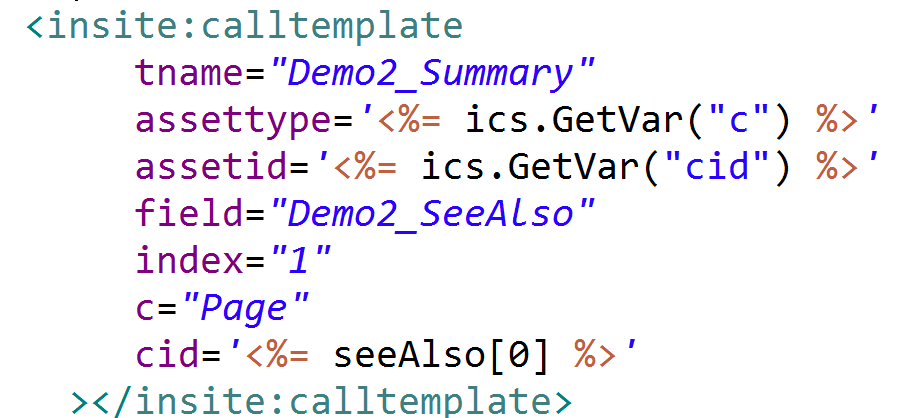 <insite:calltemplate
tname="Demo2_Summary"
assettype='<%= ics.GetVar("c") %>'
assetid='<%= ics.GetVar("cid") %>'
field="Demo2_SeeAlso"
index="1"
c="Page"
cid='<%= seeAlso[0] %>'
></insite:calltemplate>